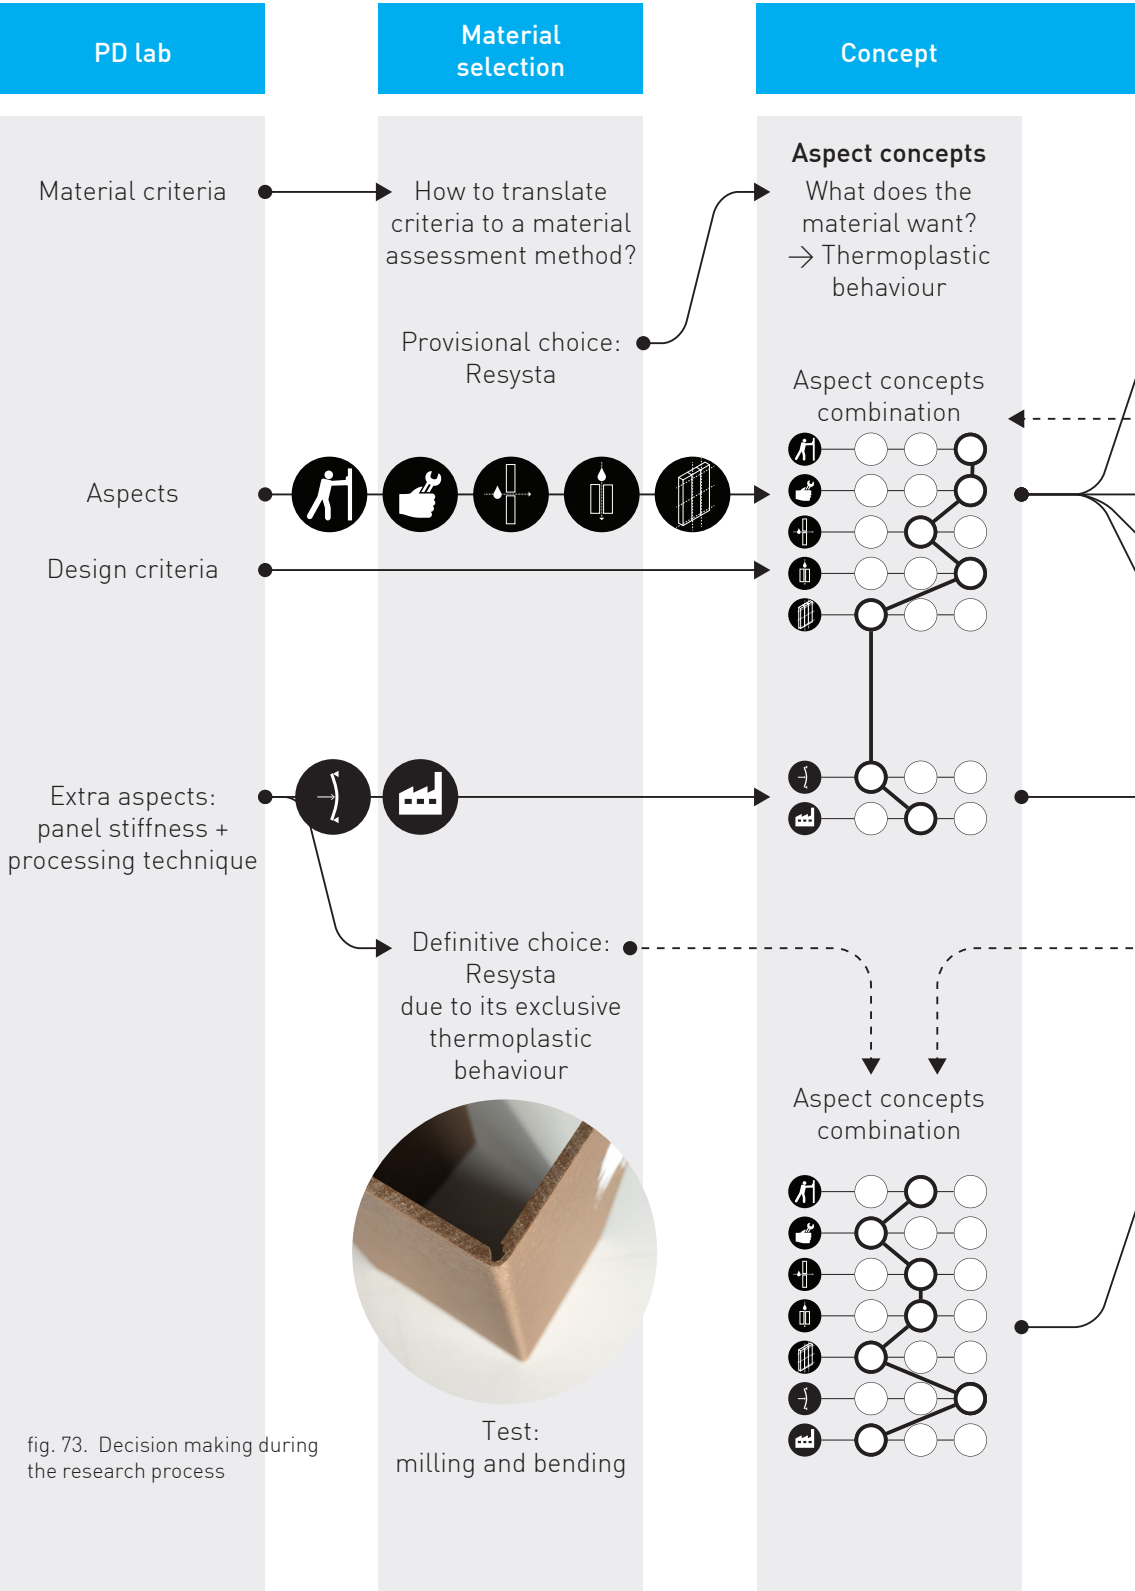 PD lab
Material
selection
Concept
Material criteria
How to translate
criteria to a material
assessment method?
Aspect concepts
What does the
material want?
→ Thermoplastic
behaviour
Provisional choice:
Resysta
Aspect concepts
combination
Aspects
Design criteria
Extra aspects:
panel stiffness +
processing technique
Definitive choice:
Resysta
due to its exclusive
thermoplastic
behaviour
Aspect concepts
combination
Test:
milling and bending
fig. 73. Decision making during
the research process